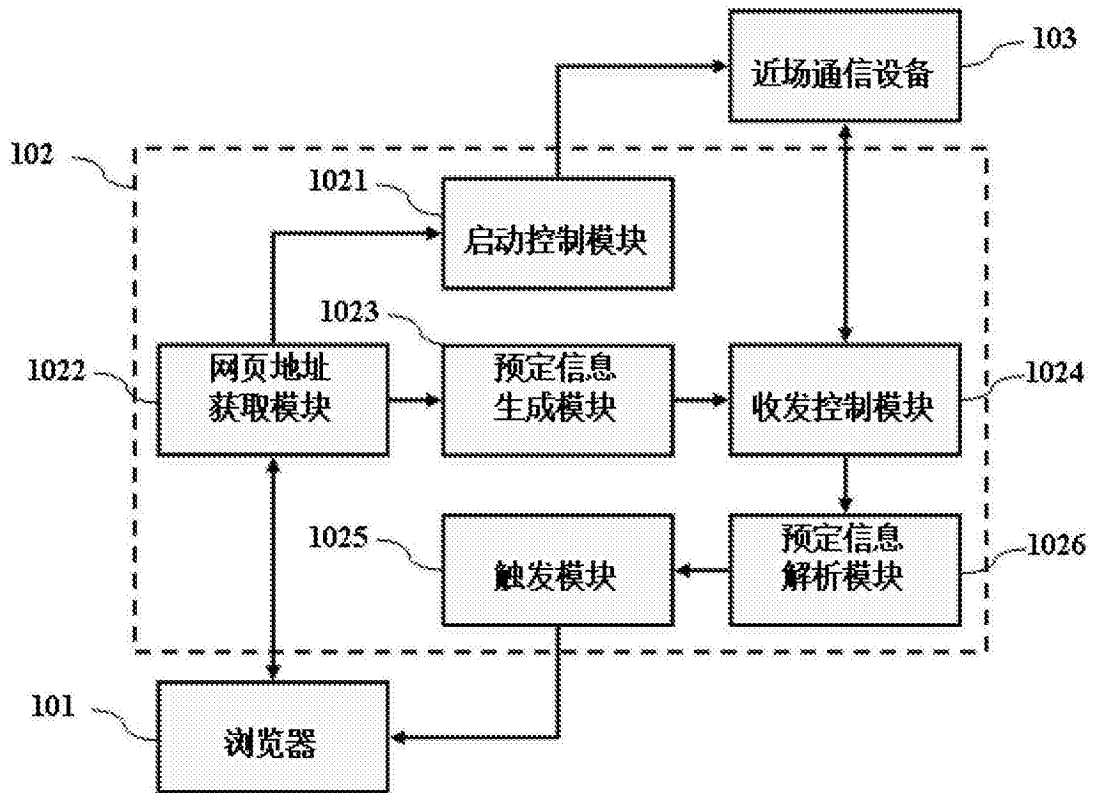 103
近场通信设备
102
1021
启动控制模块
1023
1022
网页地址
获取模块
预定信息
生成模块
收发控制模块
1024
1025
触发模块
预定信息
解析模块
1026
101
浏览器